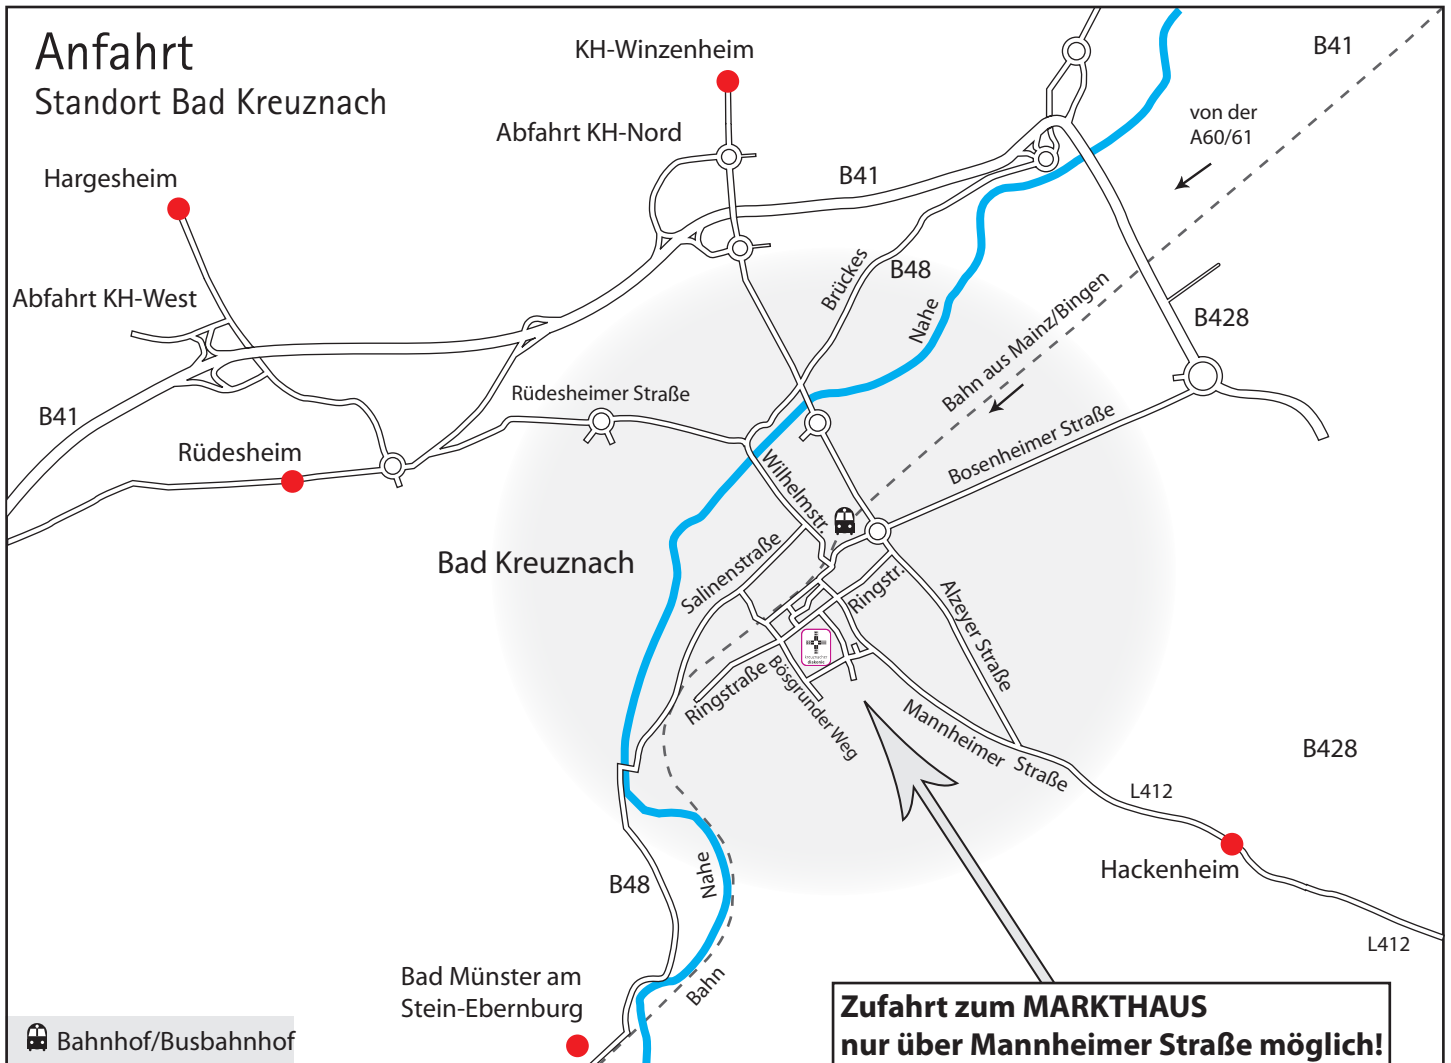 Anfahrt
Standort Bad Kreuznach
KH-Winzenheim
B41
von der
A60/61
Abfahrt KH-Nord
Hargesheim
B41
Abfahrt KH-West
Brückes
B48
Nahe
Bahn aus Mainz/Bingen
B428
Rüdesheimer Straße
B41
Rüdesheim
Bosenheimer Straße
Wilhelmstr.
Bad Kreuznach
Salinenstraße
Ringstr.
Alzeyer Straße
kreuznacher
diakonie
Ringstraße
Bösgrunder Weg
Mannheimer Straße
B428
L412
Hackenheim
Nahe
B48
L412
Bahn
Bad Münster am
Stein-Ebernburg
Zufahrt zum MARKTHAUS
nur über Mannheimer Straße möglich!
Bahnhof/Busbahnhof